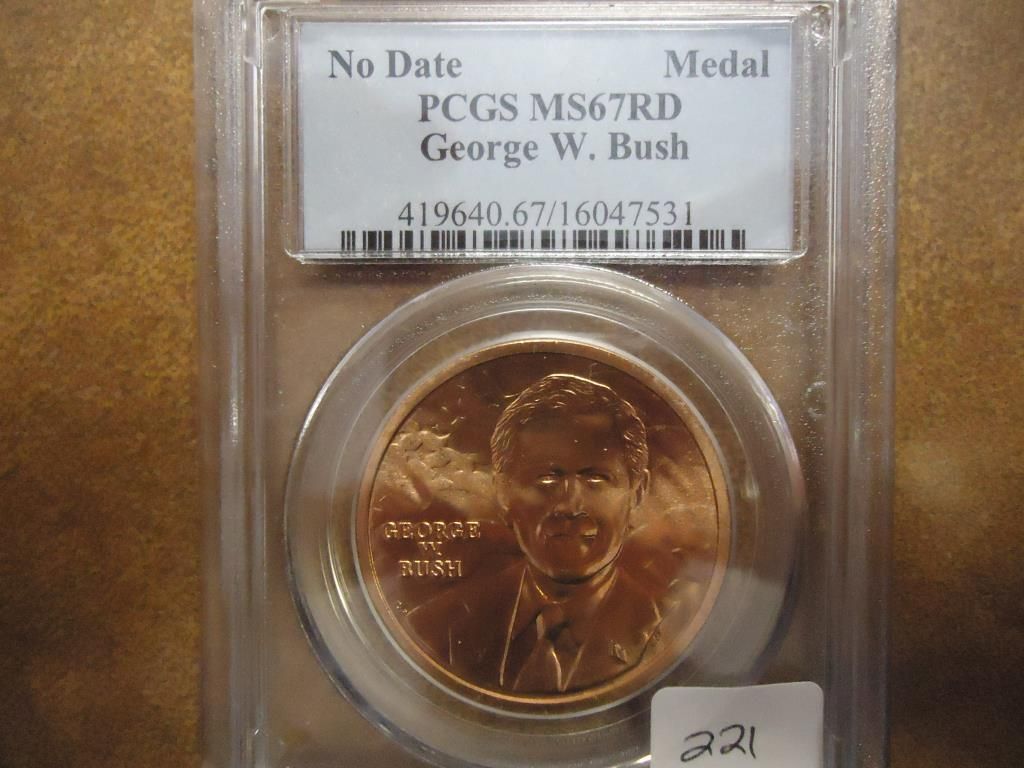 No Date Medal
PCGS MS67RD
George W. Bush
419640.67/16047531
GEORGE
W.
BUSH
221